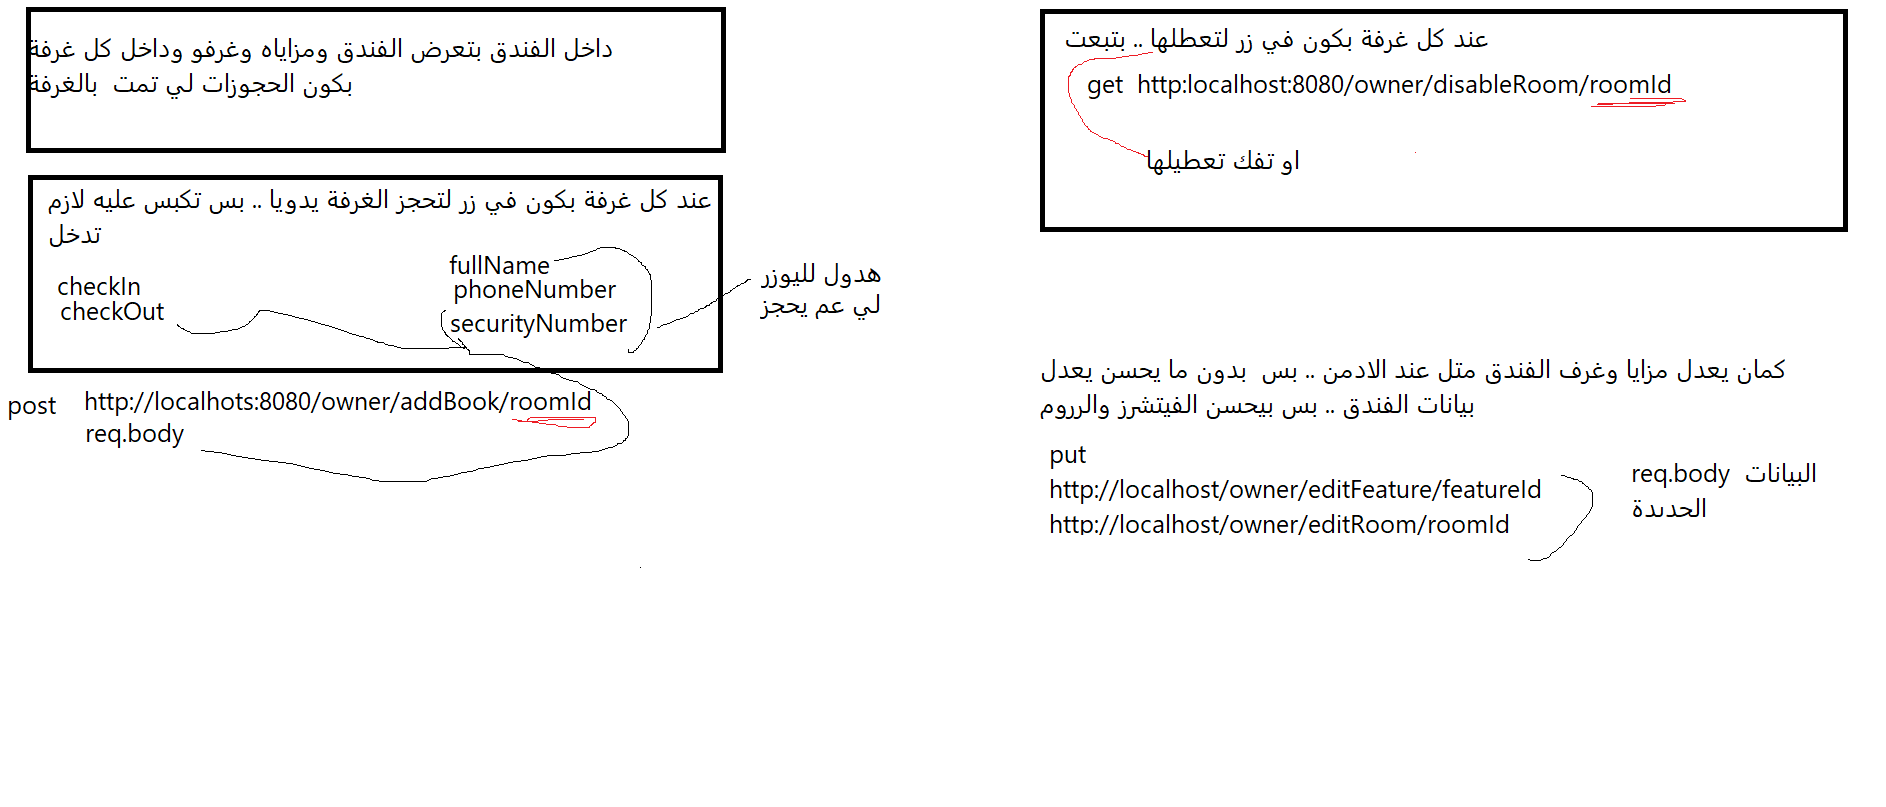 داخل الفندق بتعرض الفندق ومزاياه وغرفو وداخل كل غرفة
بكون الحجوزات لي تمت بالغرفة
عند كل غرفة بكون في زر لتحجز الغرفة يدويا .. بس تكبس عليه لازم
تدخل
checkIn
checkOut
fullName
phoneNumber
securityNumber
هدول لليوزر
لي عم يحجز
post http://localhots:8080/owner/addBook/roomId
req.body
عند كل غرفة بكون في زر لتعطلها .. بتبعت
get http:localhost:8080/owner/disableRoom/roomId
او تفك تعطيلها
كمان يعدل مزايا وغرف الفندق متل عند الادمن .. بس بدون ما يحسن يعدل
بيانات الفندق .. بس بيحسن الفيتشرز والرروم
put
http://localhost/owner/editFeature/featureId
http://localhost/owner/editRoom/roomId
req.body البيانات
الجديدة